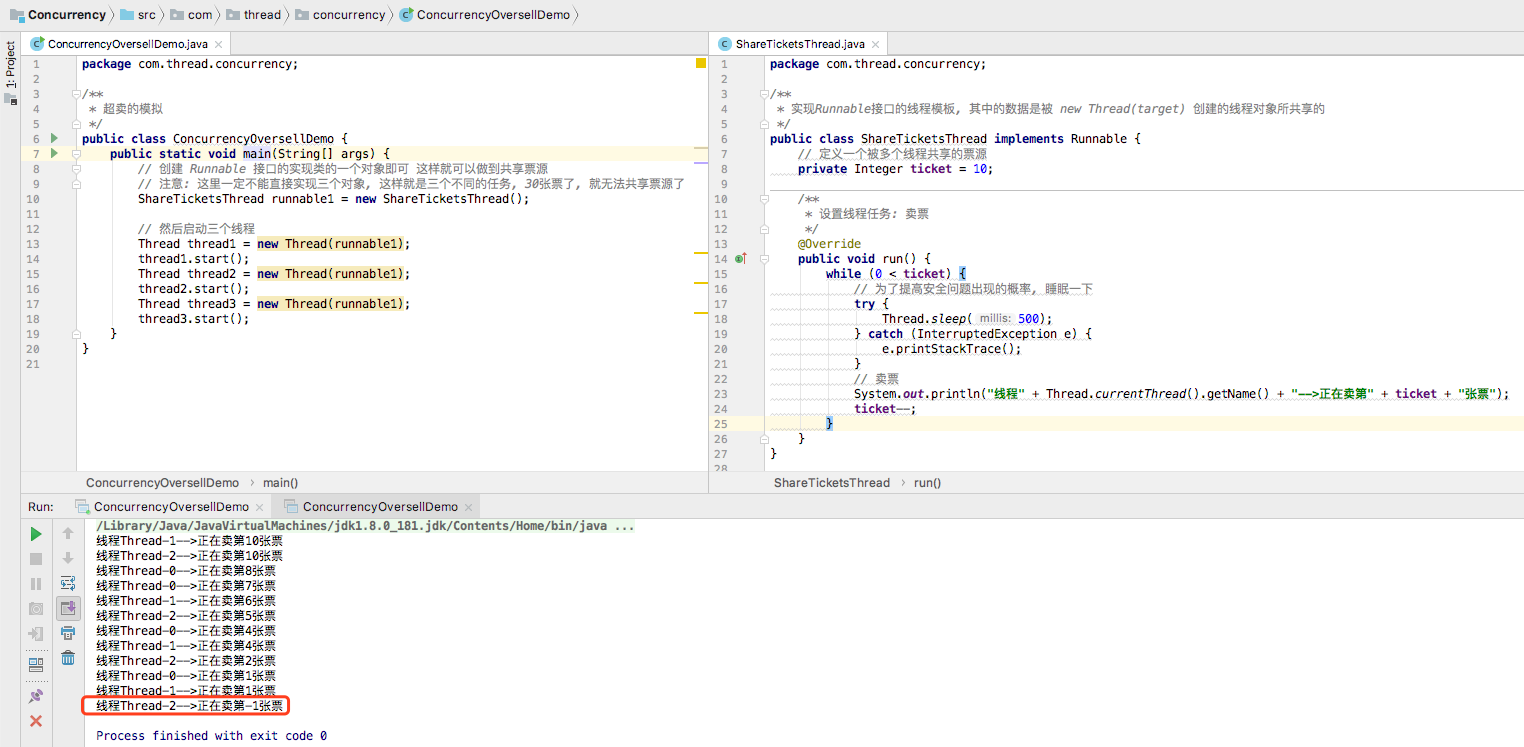 Concurrency src com thread concurrency ConcurrencyOversellDemo
1: Project
ConcurrencyOversellDemo.java
1 package com.thread.concurrency;
2
3 /**
4 * 超卖的模拟
5 */
6 public class ConcurrencyOversellDemo {
7 public static void main(String[] args) {
8 // 创建 Runnable 接口的实现类的一个对象即可 这样就可以做到共享票源
9 // 注意: 这里一定不能直接实现三个对象, 这样就是三个不同的任务, 30张票了, 就无法共享票源了
10 ShareTicketsThread runnable1 = new ShareTicketsThread();
11
12 // 然后启动三个线程
13 Thread thread1 = new Thread(runnable1);
14 thread1.start();
15 Thread thread2 = new Thread(runnable1);
16 thread2.start();
17 Thread thread3 = new Thread(runnable1);
18 thread3.start();
19 }
20 }
21
ConcurrencyOversellDemo › main()
ShareTicketsThread.java
1 package com.thread.concurrency;
2
3 /**
4 * 实现Runnable接口的线程模板, 其中的数据是被 new Thread(target) 创建的线程对象所共享的
5 */
6 public class ShareTicketsThread implements Runnable {
7 // 定义一个被多个线程共享的票源
8 private Integer ticket = 10;
9
10 /**
11 * 设置线程任务: 卖票
12 */
13 @Override
14 public void run() {
15 while (0 < ticket) {
16 // 为了提高安全问题出现的概率, 睡眠一下
17 try {
18 Thread.sleep( millis: 500);
19 } catch (InterruptedException e) {
20 e.printStackTrace();
21 }
22 // 卖票
23 System.out.println("线程" + Thread.currentThread().getName() + "-->正在卖第" + ticket + "张票");
24 ticket--;
25 }
26 }
27 }
28
ShareTicketsThread › run()
Run: ConcurrencyOversellDemo ConcurrencyOversellDemo
/Library/Java/JavaVirtualMachines/jdk1.8.0_181.jdk/Contents/Home/bin/java ...
线程Thread-1-->正在卖第10张票
线程Thread-2-->正在卖第10张票
线程Thread-0-->正在卖第8张票
线程Thread-0-->正在卖第7张票
线程Thread-1-->正在卖第6张票
线程Thread-2-->正在卖第5张票
线程Thread-0-->正在卖第4张票
线程Thread-1-->正在卖第4张票
线程Thread-2-->正在卖第2张票
线程Thread-0-->正在卖第1张票
线程Thread-1-->正在卖第1张票
线程Thread-2-->正在卖第-1张票
Process finished with exit code 0